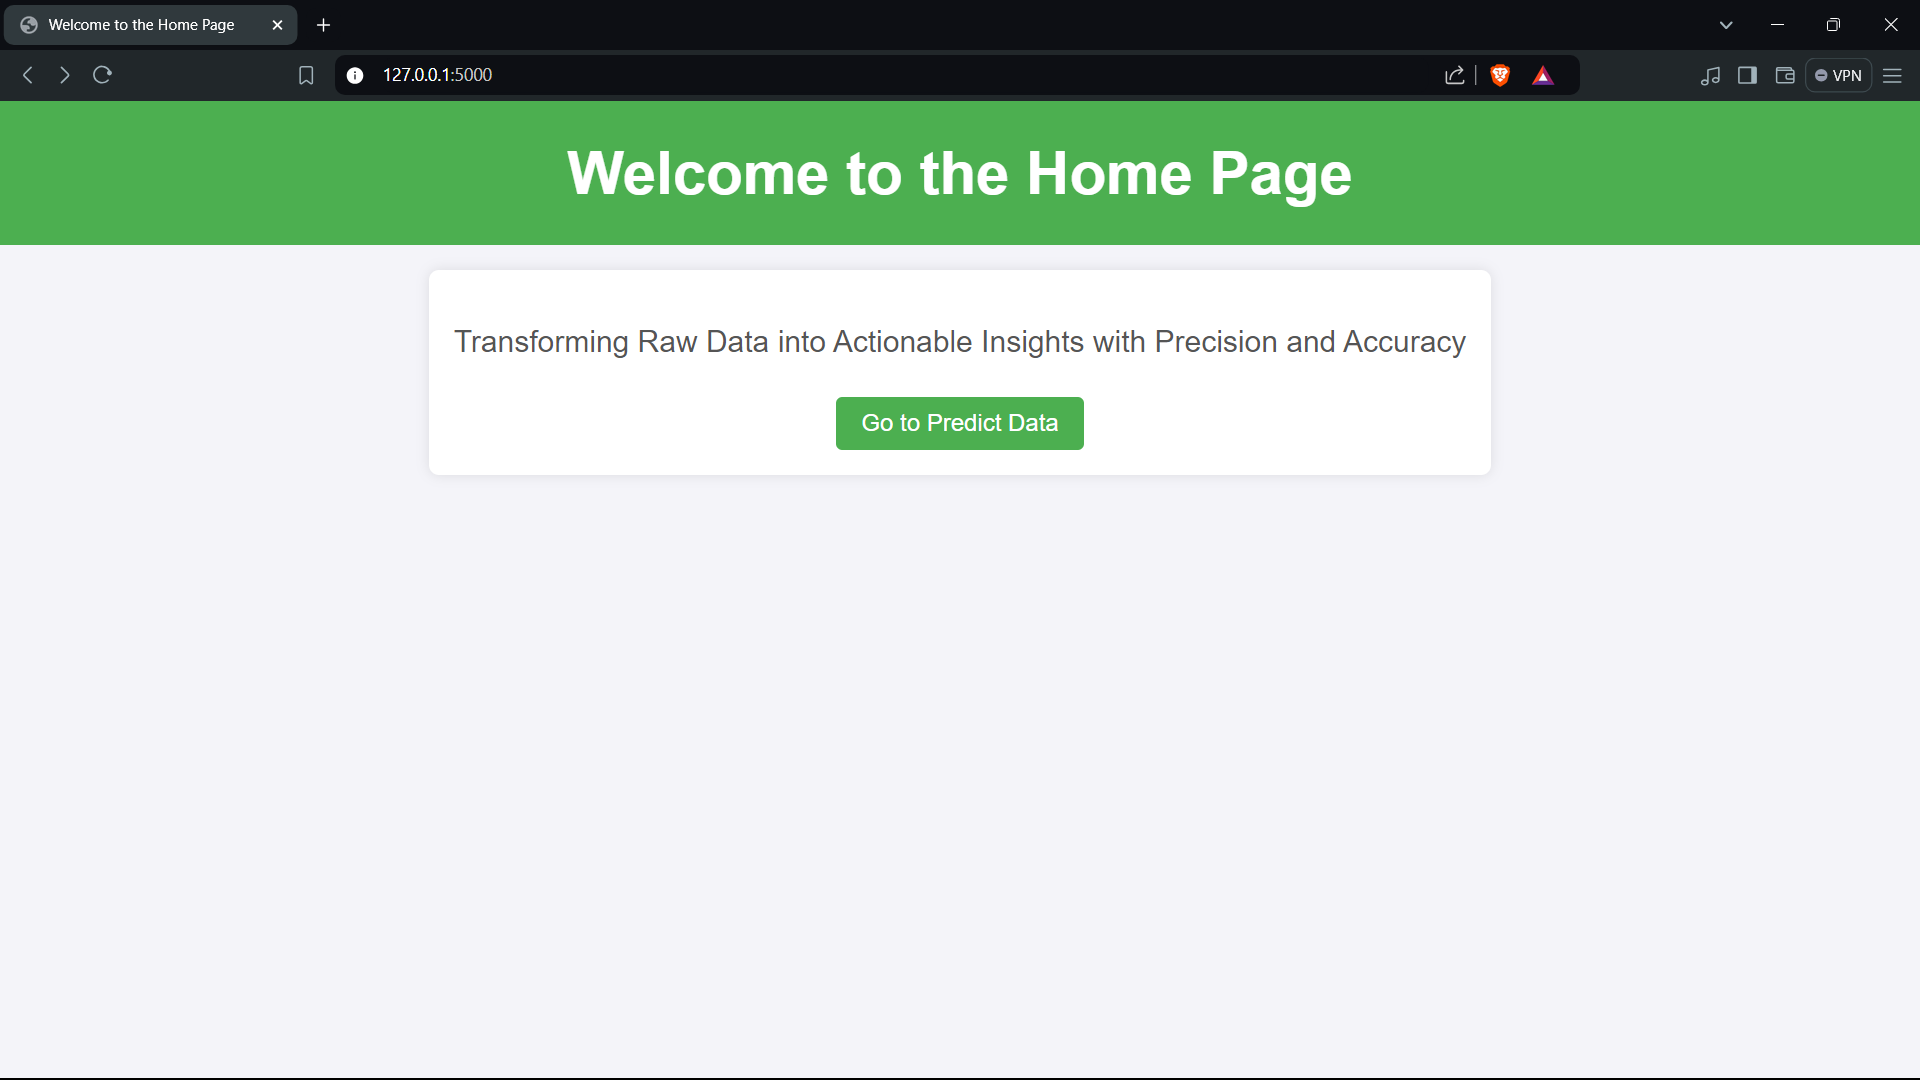 Welcome to the Home Page
127.0.0.1:5000
VPN
Welcome to the Home Page
Transforming Raw Data into Actionable Insights with Precision and Accuracy
Go to Predict Data